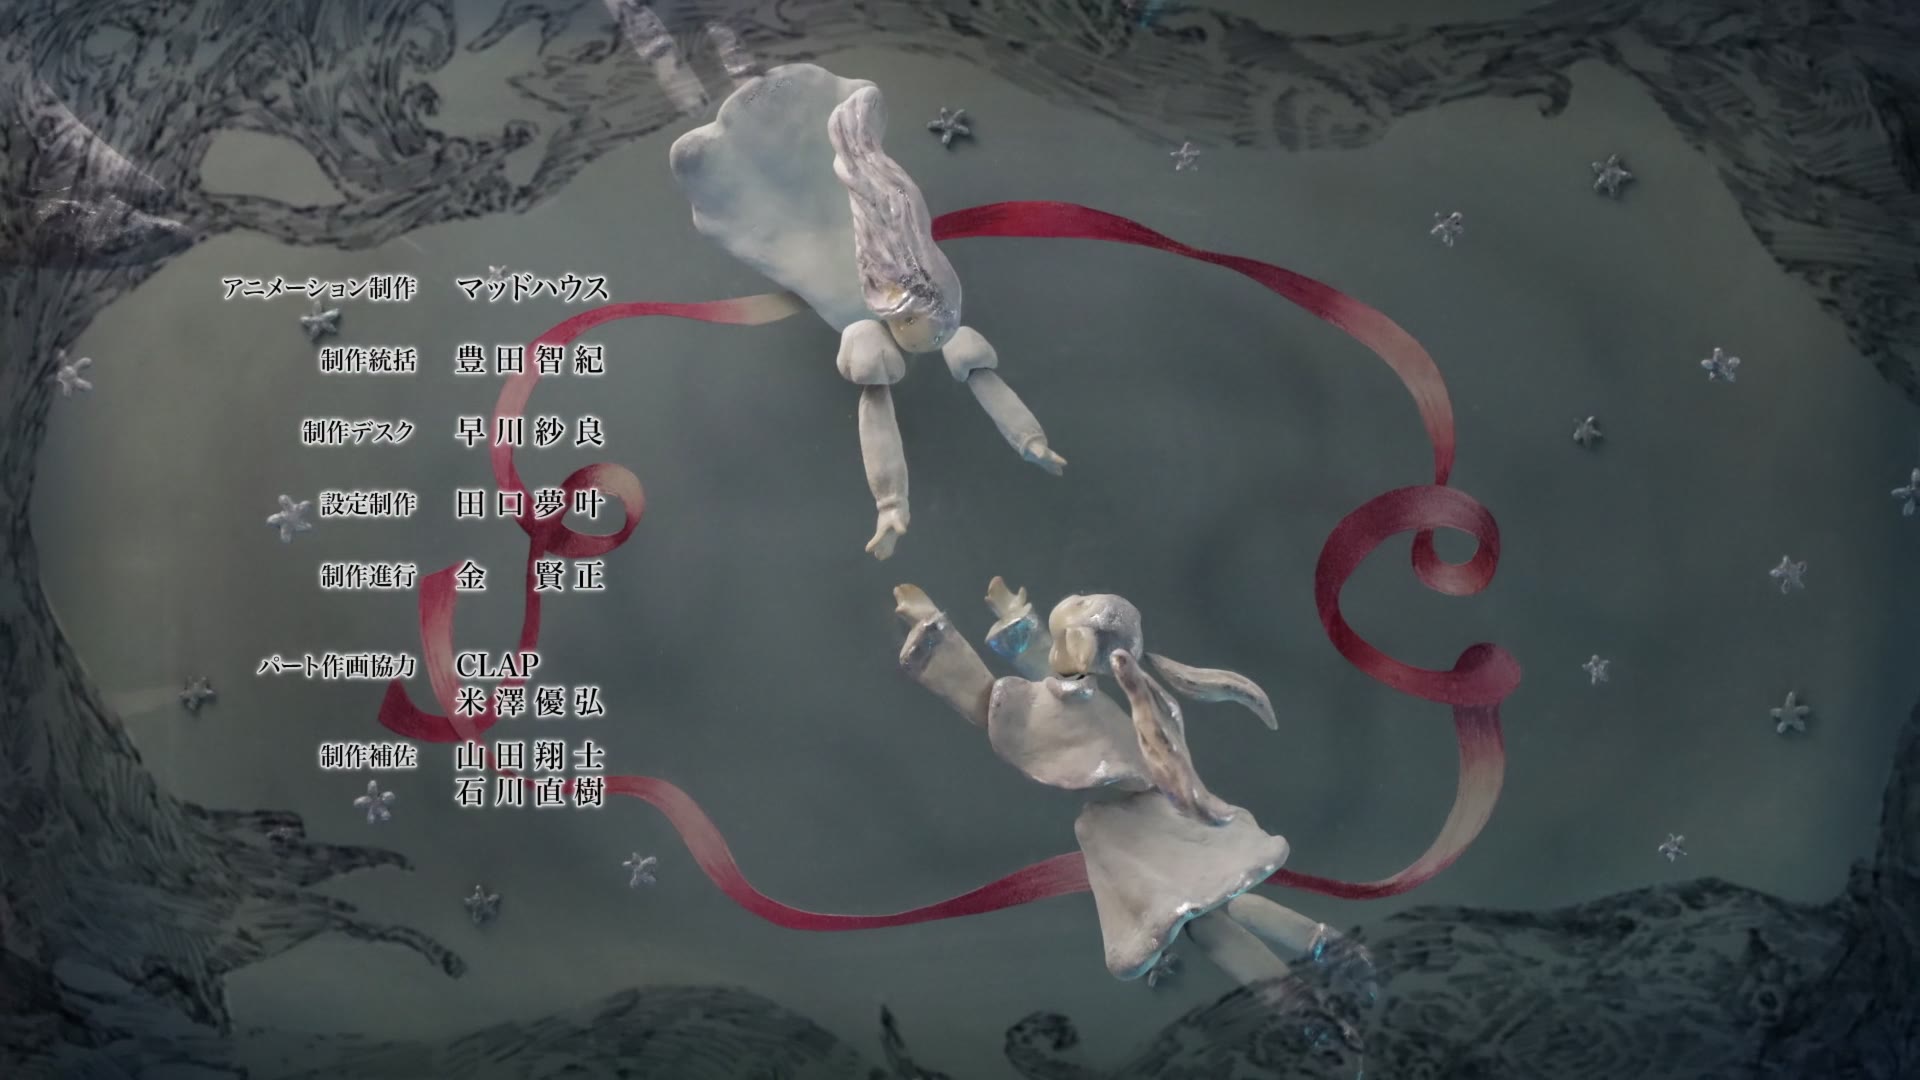 アニメーション制作 マッドハウス
制作統括 豊田智紀
制作デスク 早川紗良
設定制作 田口夢叶
制作進行 金 賢正
パート作画協力 CLAP
米澤優弘
制作補佐 山田翔士
石川直樹